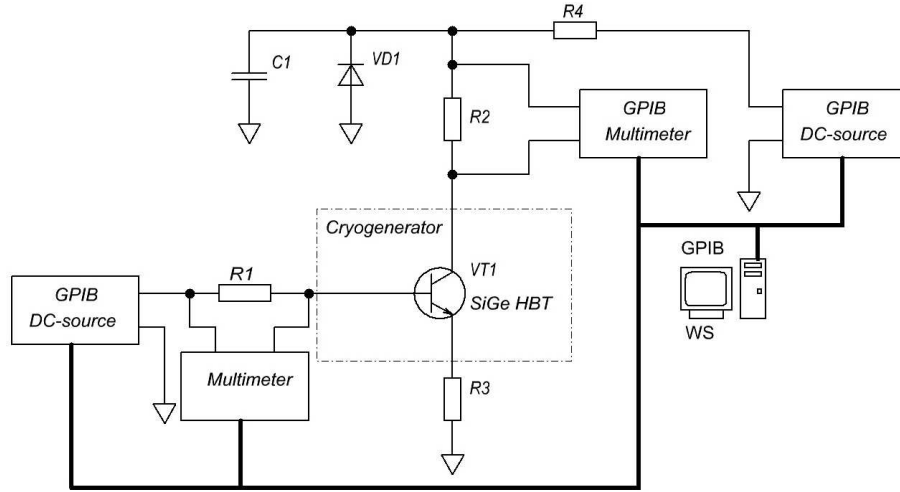 R4
C1
VD1
R2
GPIB
Multimeter
GPIB
DC-source
Cryogenerator
VT1
SiGe HBT
GPIB
WS
GPIB
DC-source
R1
Multimeter
R3